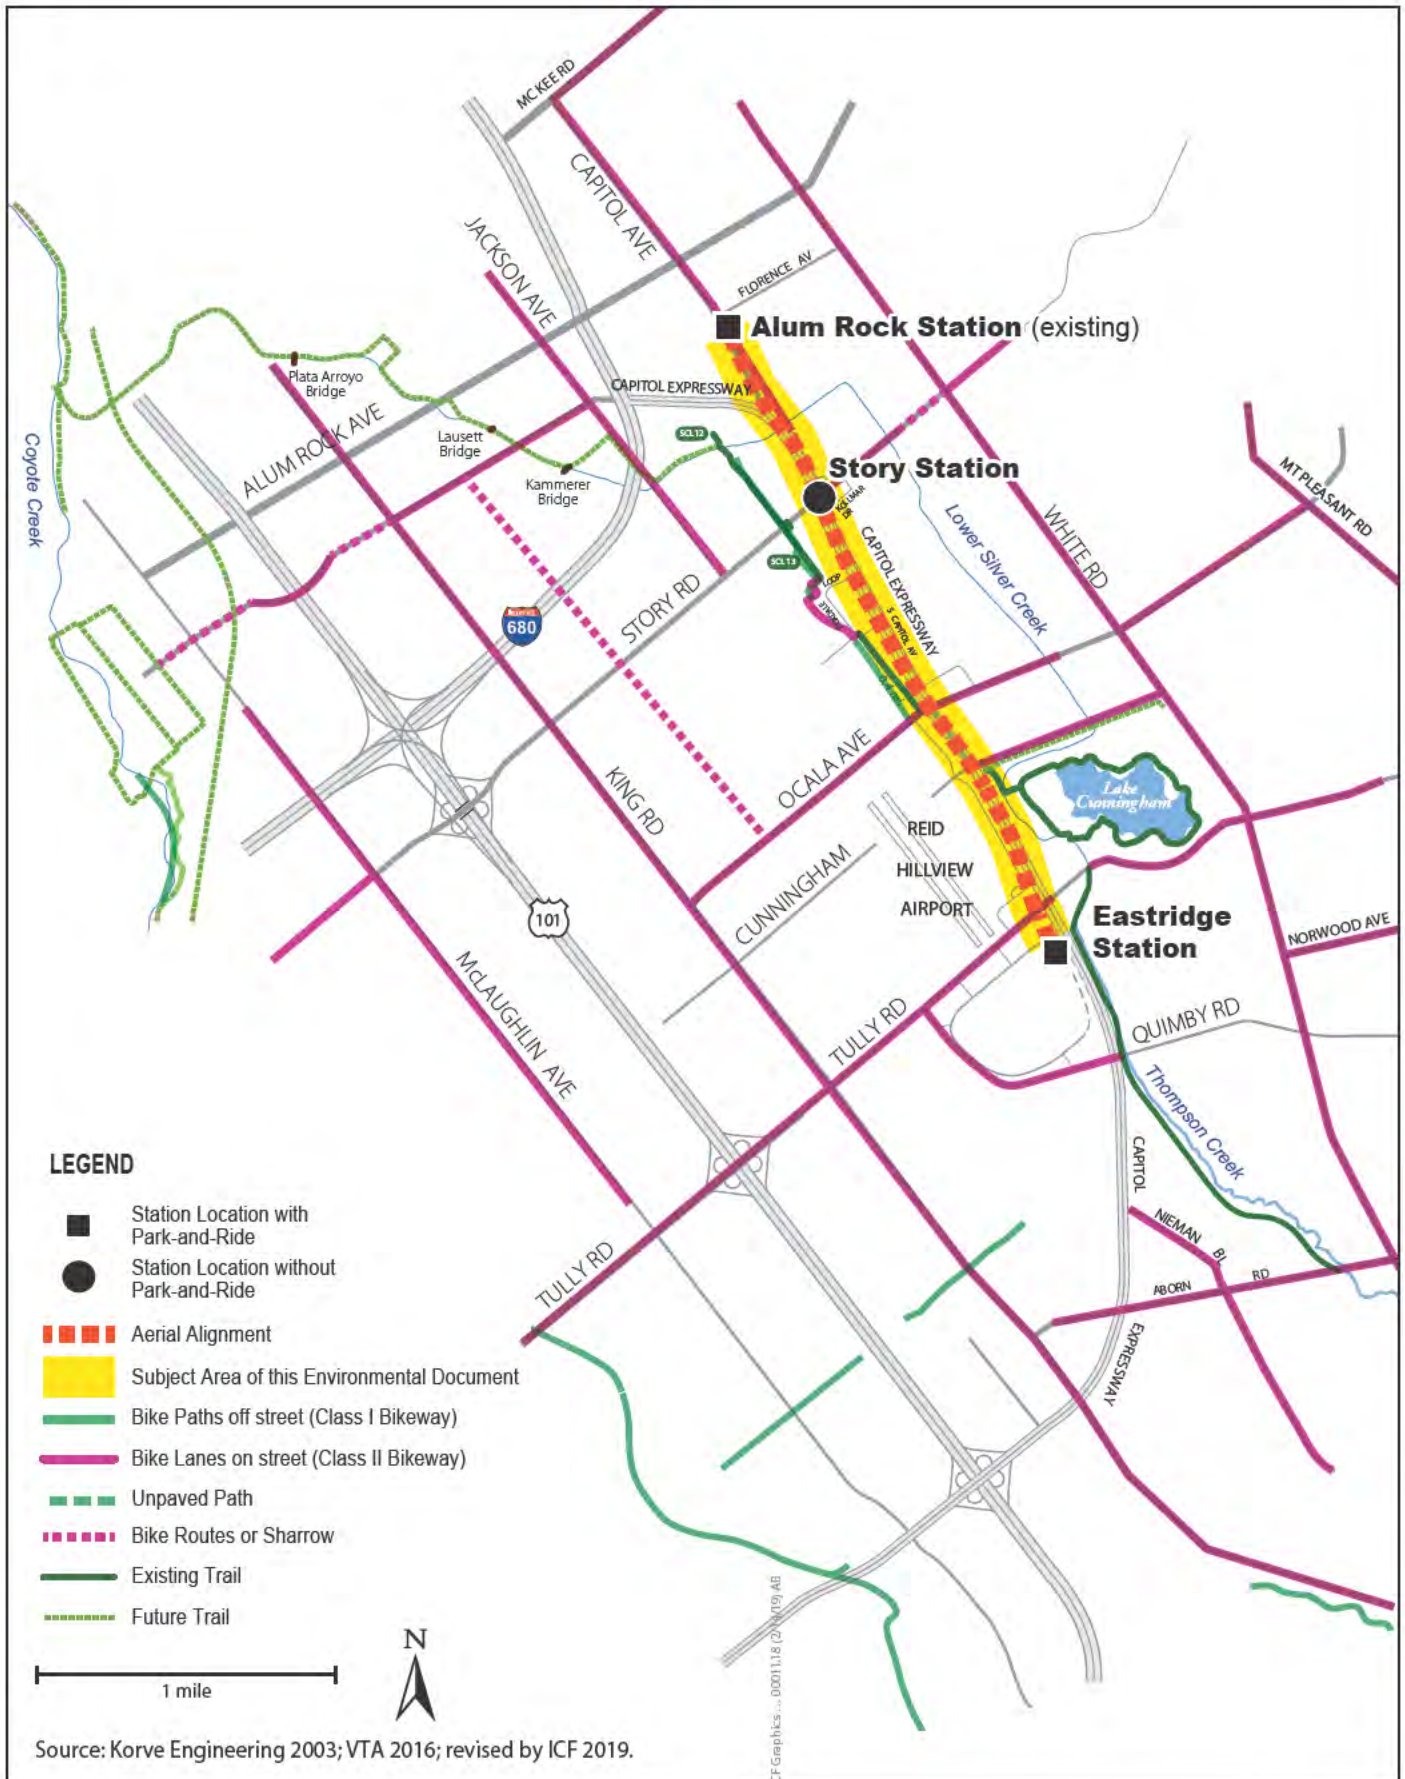 MC KEE RD
CAPITOL AVE
JACKSON AVE
FLORENCE AV
Alum Rock Station (existing)
Plata Arroyo
Bridge
CAPITOL EXPRESSWAY
ALUM ROCK AVE
Lausett
Bridge
SCL12
Kammerer
Bridge
Story Station
MT PLEASANT RD
Coyote Creek
CAPITOL EXPRESSWAY
Lower Silver Creek
WHITE RD
SCL13
LOOP
STORY RD
S CAPITOL AV
680
OCALA AVE
KING RD
Lake
Cunningham
REID
HILLVIEW
AIRPORT
CUNNINGHAM
101
Eastridge
Station
NORWOOD AVE
McLAUGHLIN AVE
TULLY RD
QUIMBY RD
Thompson Creek
CAPITOL
NIEMAN BL
TULLY RD
ABORN RD
EXPRESSWAY
LEGEND
Station Location with
Park-and-Ride
Station Location without
Park-and-Ride
Aerial Alignment
Subject Area of this Environmental Document
Bike Paths off street (Class I Bikeway)
Bike Lanes on street (Class II Bikeway)
Unpaved Path
Bike Routes or Sharrow
Existing Trail
Future Trail
N
1 mile
Source: Korve Engineering 2003; VTA 2016; revised by ICF 2019.